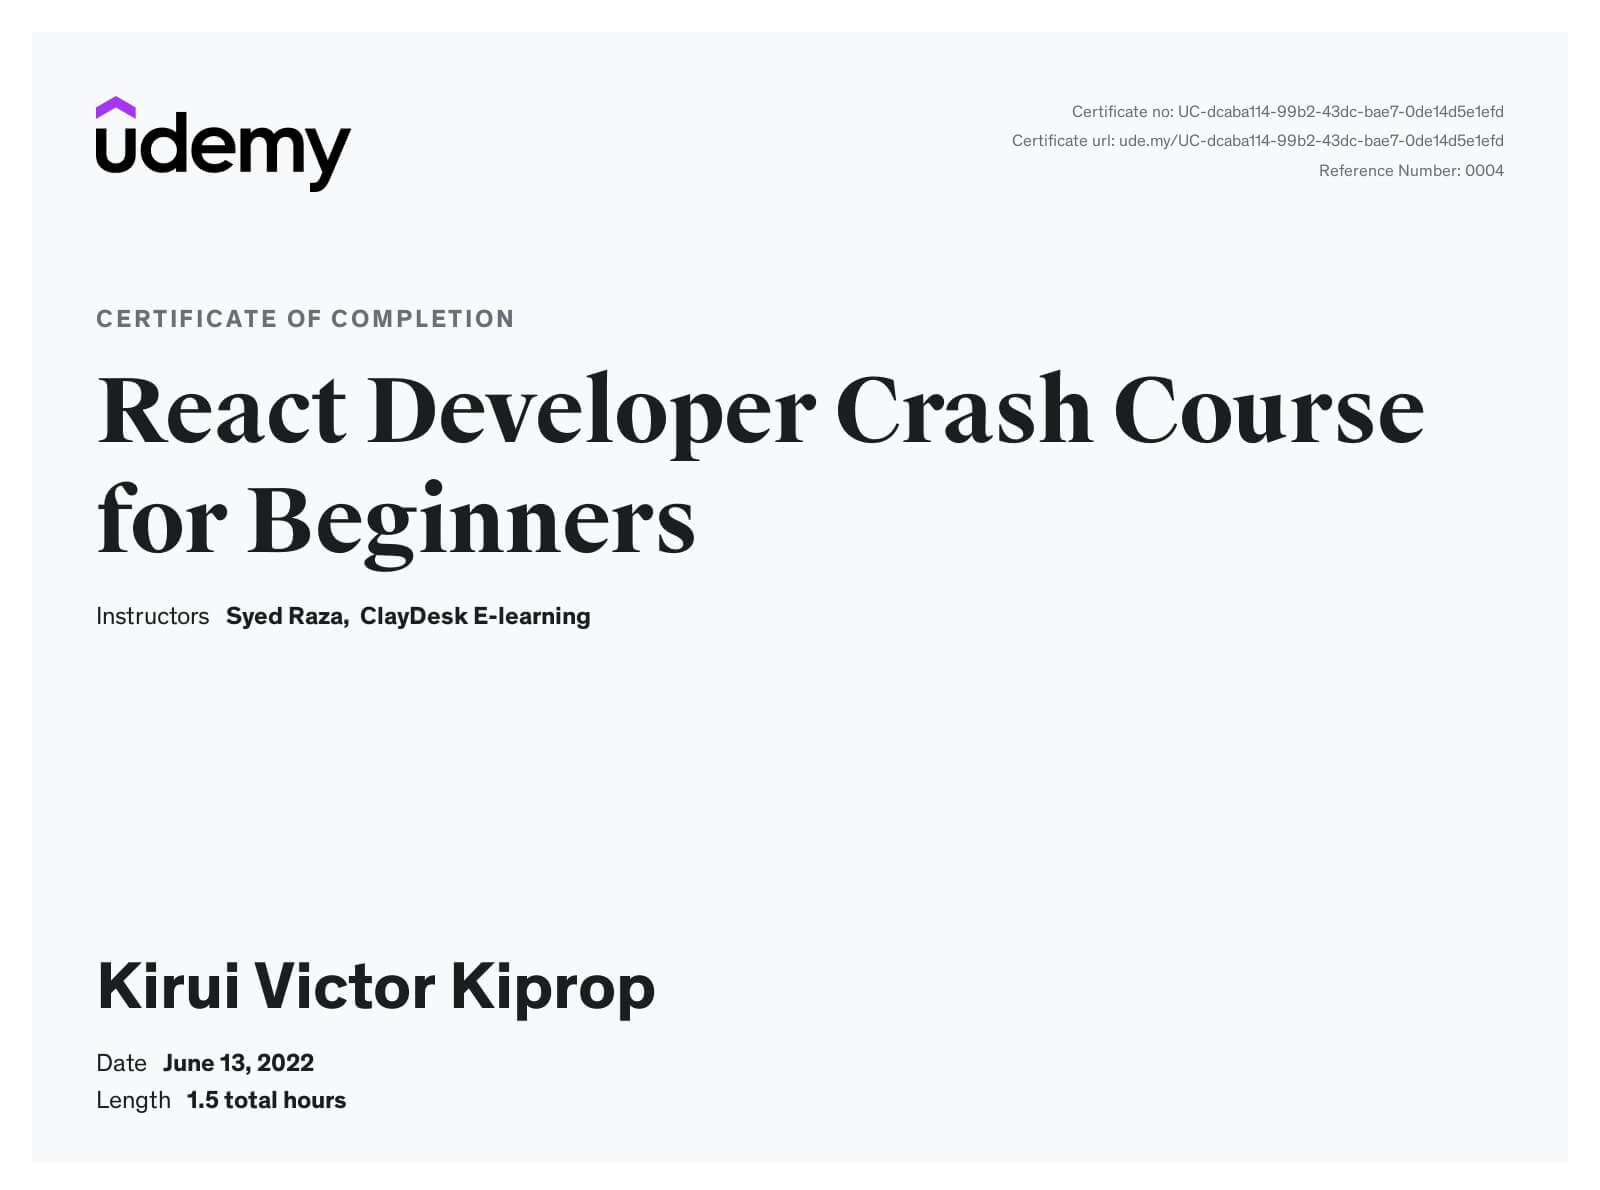 udemy
Certificate no: UC-dcaba114-99b2-43dc-bae7-0de14d5e1efd
Certificate url: ude.my/UC-dcaba114-99b2-43dc-bae7-0de14d5e1efd
Reference Number: 0004
CERTIFICATE OF COMPLETION
React Developer Crash Course
for Beginners
Instructors Syed Raza, ClayDesk E-learning
Kirui Victor Kiprop
Date June 13, 2022
Length 1.5 total hours